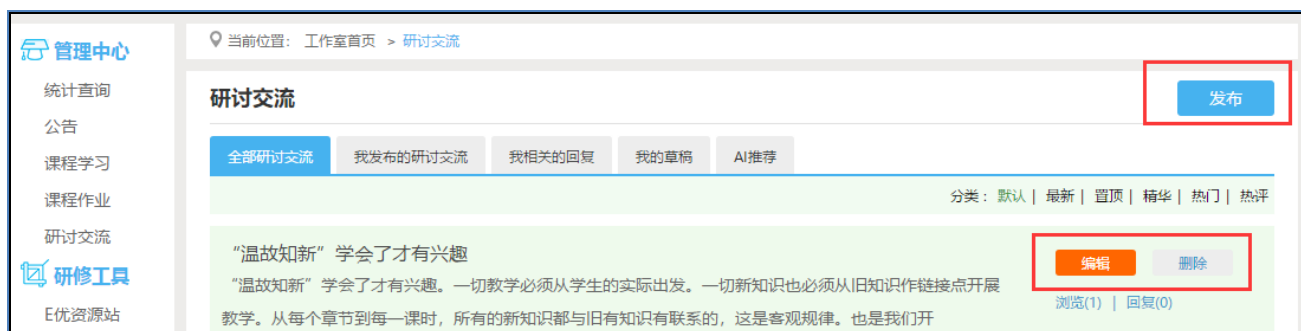 管理中心
统计查询
公告
课程学习
课程作业
研讨交流
研修工具
E优资源站
当前位置： 工作室首页 > 研讨交流
研讨交流
发布
全部研讨交流 我发布的研讨交流 我相关的回复 我的草稿 AI推荐
分类： 默认 | 最新 | 置顶 | 精华 | 热门 | 热评
“温故知新”学会了才有兴趣
编辑 删除
“温故知新”学会了才有兴趣。一切教学必须从学生的实际出发。一切新知识也必须从旧知识作链接点开展
浏览(1) | 回复(0)
教学。从每个章节到每一课时，所有的新知识都与旧有知识有联系的，这是客观规律。也是我们开